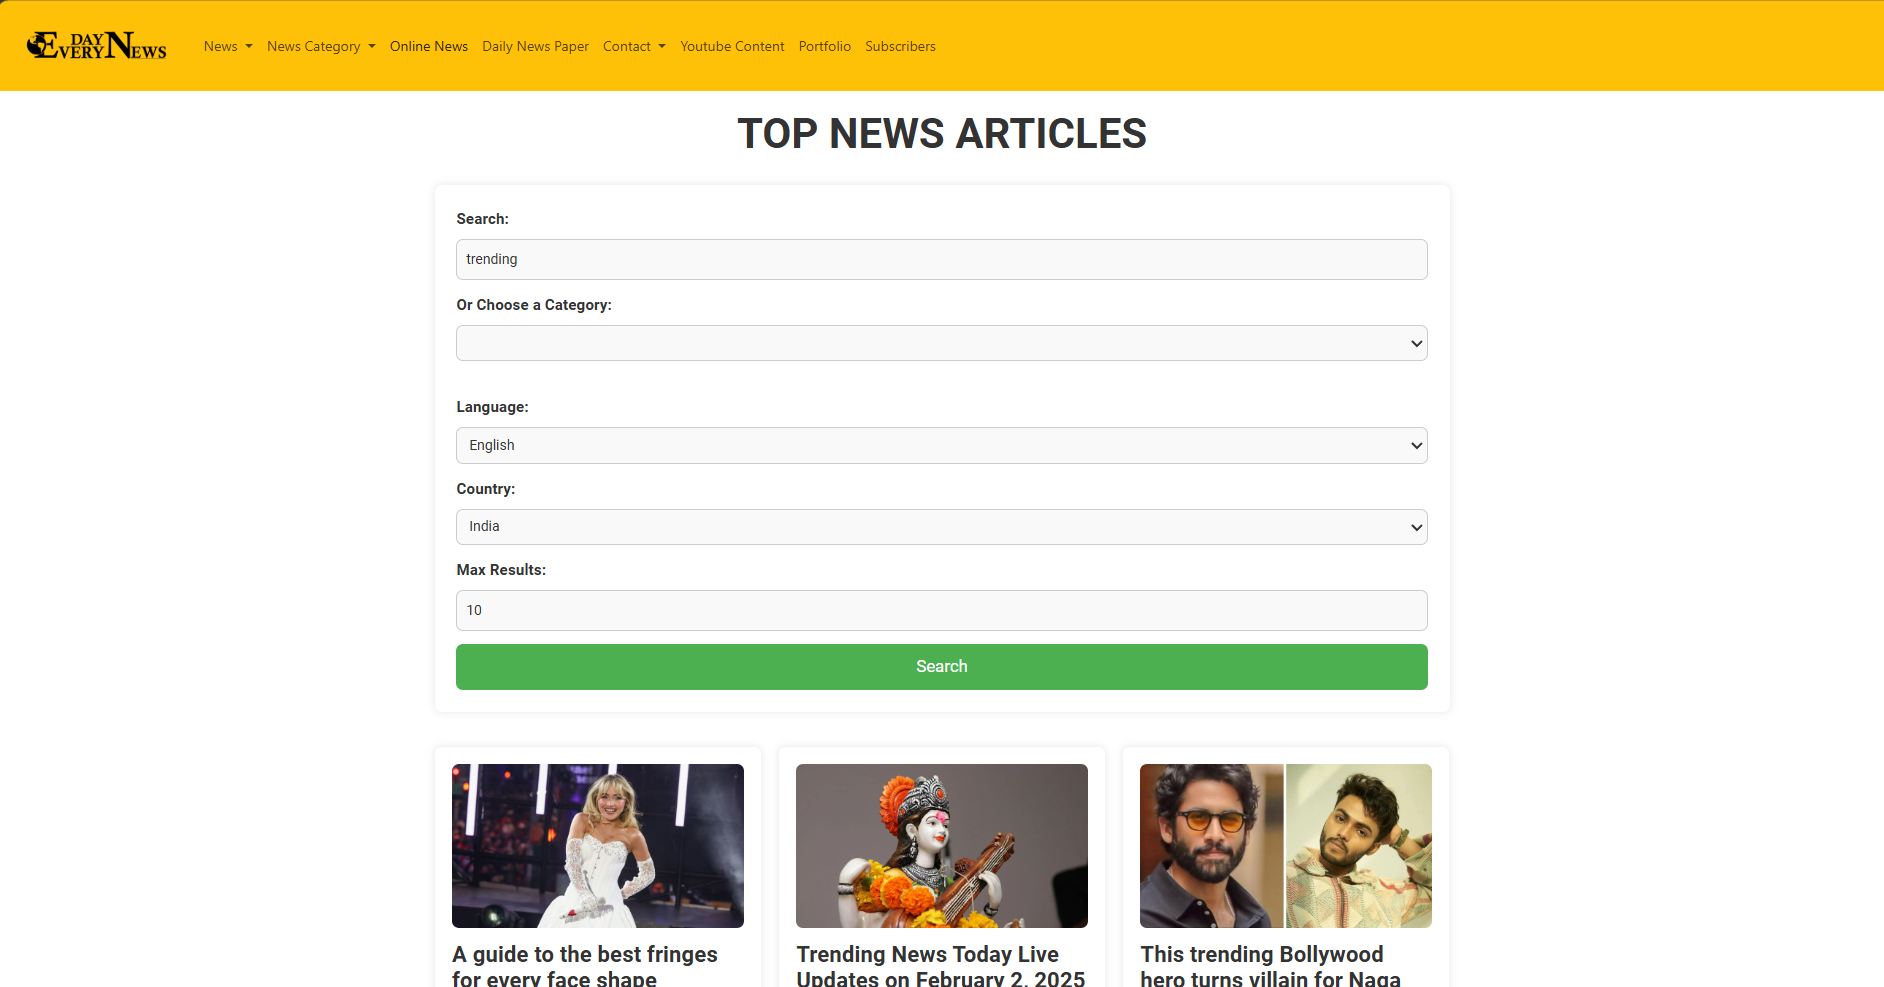 DAY
EVERY NEWS
News News Category Online News Daily News Paper Contact Youtube Content Portfolio Subscribers
TOP NEWS ARTICLES
Search:
trending
Or Choose a Category:
Language:
English
Country:
India
Max Results:
10
Search
A guide to the best fringes
for every face shape
Trending News Today Live
Updates on February 2, 2025
This trending Bollywood
hero turns villain for Naga